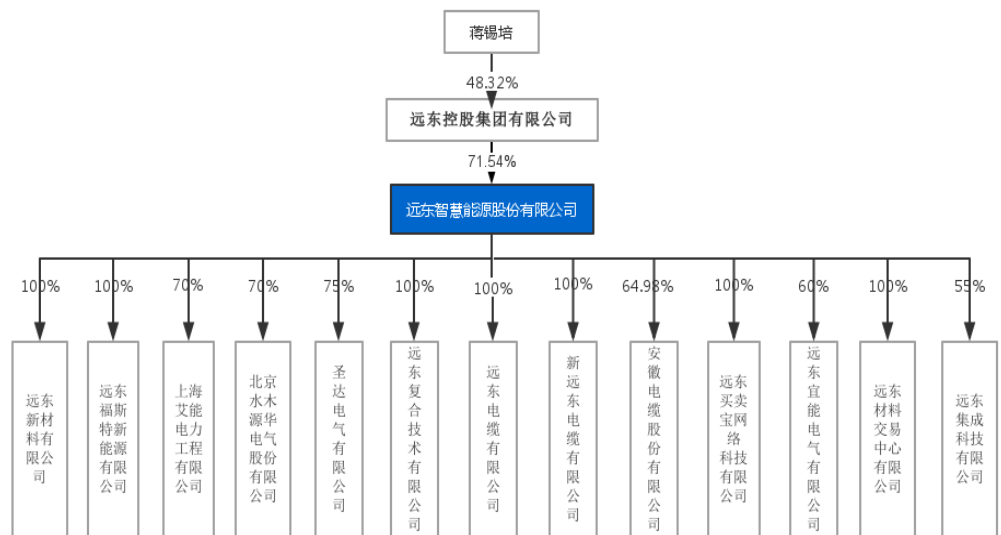 蒋锡培
48.32%
远东控股集团有限公司
71.54%
远东智慧能源股份有限公司
100%
100%
70%
70%
75%
100%
100%
100%
64.98%
100%
60%
100%
55%
远东
新材
料有
限公
司
远东
福斯
特新
能源
有限
公司
上海
艾能
电力
工程
有限
公司
北京
水木
源华
电气
股份
有限
公司
圣达电气有限公司
远东复合技术有限公司
远东电缆有限公司
新远东电缆有限公司
安徽电缆股份有限公司
远东
买卖
宝网
络
科技
有限
公司
远东宜能电气有限公司
远东
材料
交易
中心
有限
公司
远东
集成
科技
有限
公司